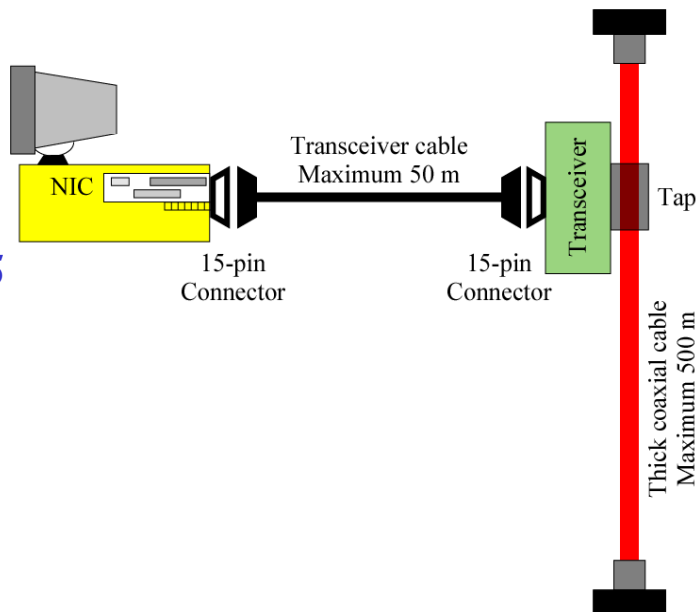 Transceiver cable
Maximum 50 m
NIC
Transceiver
Tap
15-pin
Connector
15-pin
Connector
Thick coaxial cable
Maximum 500 m